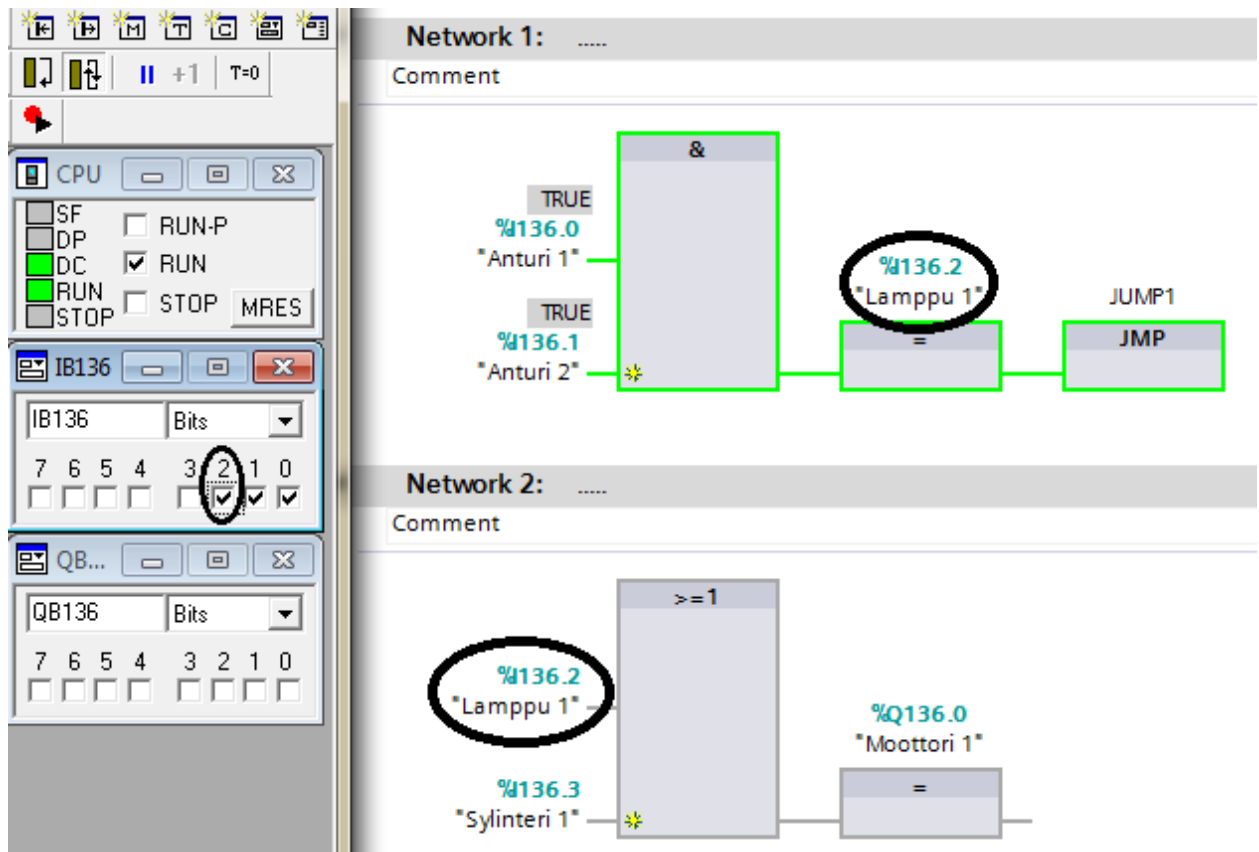 T=0
+1
CPU
SF
DP
DC
RUN
STOP
RUN-P
RUN
STOP
MRES
IB136
IB136
Bits
7 6 5 4 3 2 1 0
QB...
QB136
Bits
7 6 5 4 3 2 1 0
Network 1: .....
Comment
&
TRUE
%I136.0
"Anturi 1"
TRUE
%I136.1
"Anturi 2"
%I136.2
"Lamppu 1"
=
JUMP1
JMP
Network 2: .....
Comment
>=1
%I136.2
"Lamppu 1"
%I136.3
"Sylinteri 1"
%Q136.0
"Moottori 1"
=